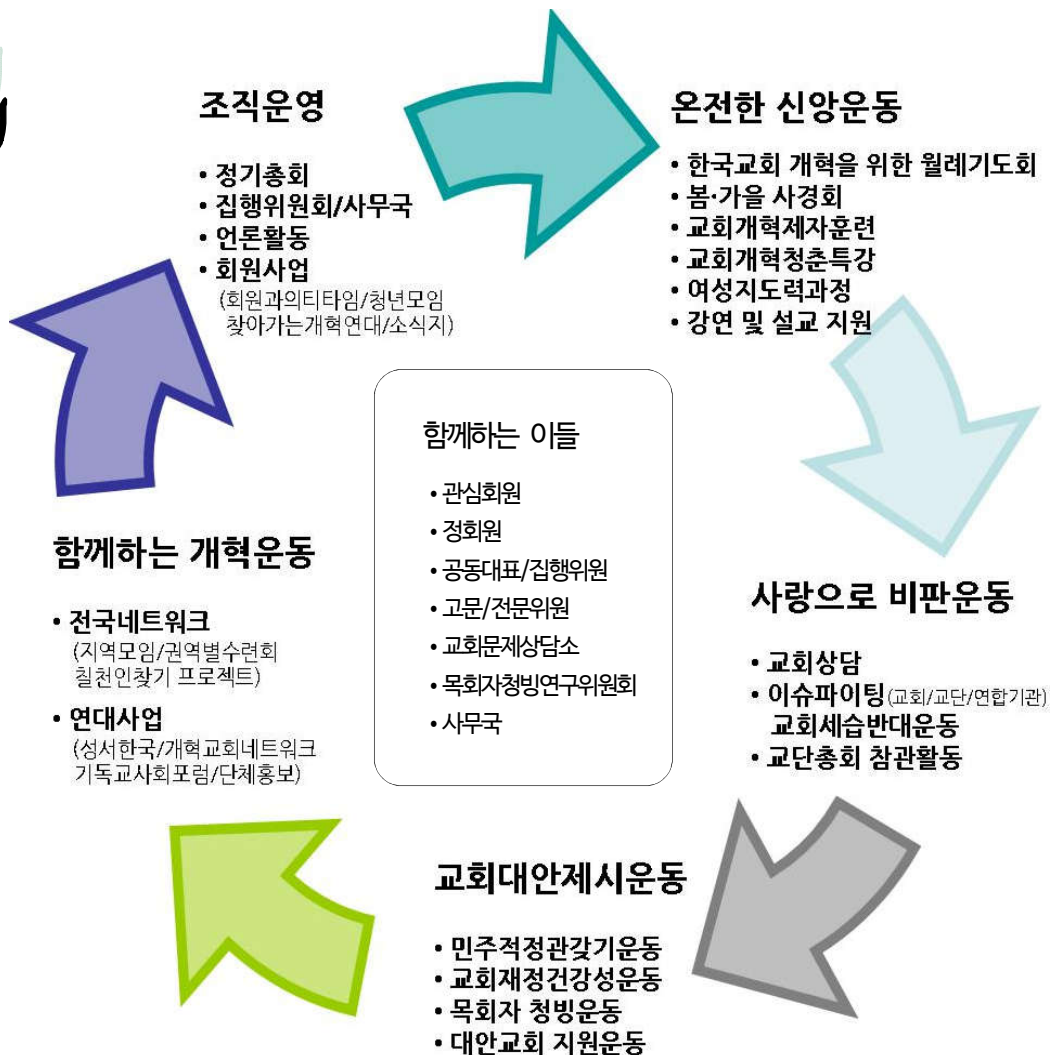 조직운영
• 정기총회
• 집행위원회/사무국
• 언론활동
• 회원사업
(회원과의티타임/청년모임
찾아가는개혁연대/소식지)
온전한 신앙운동
• 한국교회 개혁을 위한 월례기도회
• 봄·가을 사경회
• 교회개혁제자훈련
• 교회개혁청춘특강
• 여성지도력과정
• 강연 및 설교 지원
함께하는 이들
• 관심회원
• 정회원
• 공동대표/집행위원
• 고문/전문위원
• 교회문제상담소
• 목회자청빙연구위원회
• 사무국
함께하는 개혁운동
• 전국네트워크
(지역모임/권역별수련회
칠천인찾기 프로젝트)
• 연대사업
(성서한국/개혁교회네트워크
기독교사회포럼/단체홍보)
사랑으로 비판운동
• 교회상담
• 이슈파이팅(교회/교단/연합기관)
교회세습반대운동
• 교단총회 참관활동
교회대안제시운동
• 민주적정관갖기운동
• 교회재정건강성운동
• 목회자 청빙운동
• 대안교회 지원운동